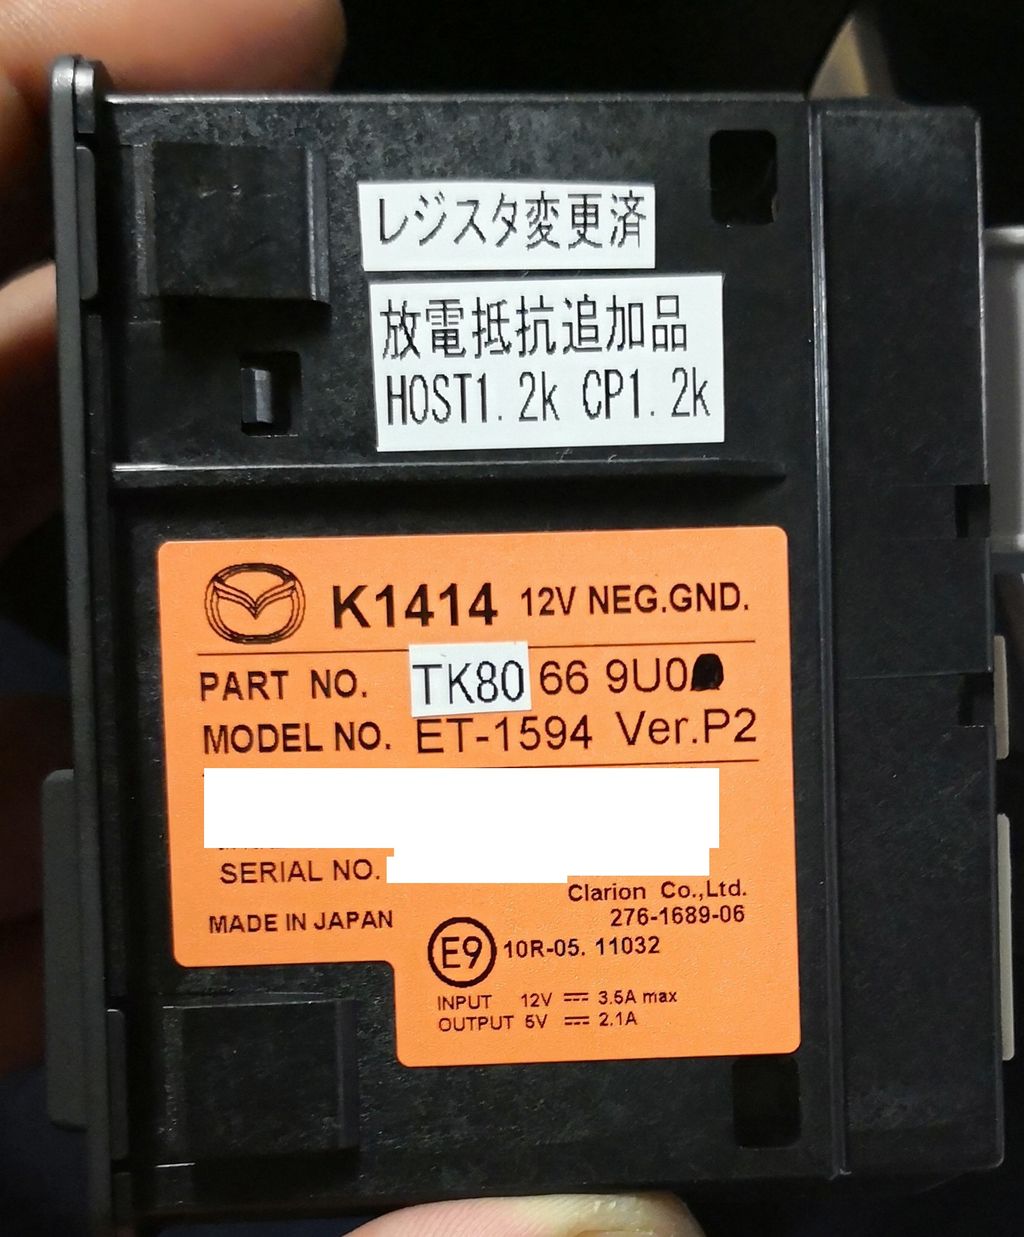 レジスタ変更済
放電抵抗追加品
HOST1.2k CP1.2k
K1414 12V NEG.GND.
PART NO. TK80 66 9U0
MODEL NO. ET-1594 Ver.P2
SERIAL NO.
Clarion Co.,Ltd.
276-1689-06
MADE IN JAPAN
E9 10R-05. 11032
INPUT 12V ⎓ 3.5A max
OUTPUT 5V ⎓ 2.1A